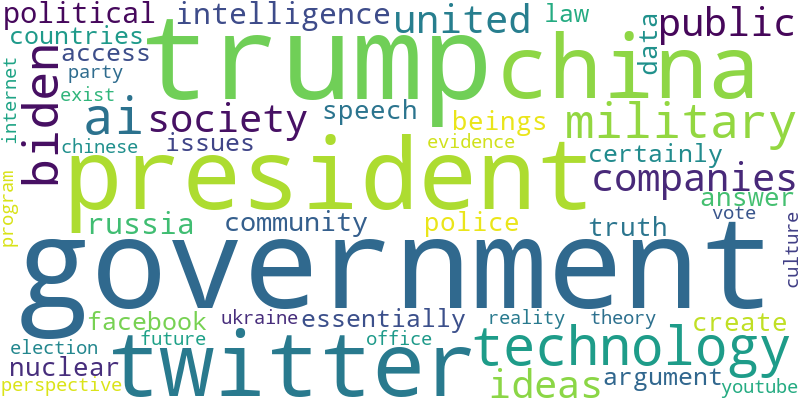 political
intelligence
united
law
public
countries
trump
china
data
access
biden
party
internet
exist
ai
society
speech
beings
military
chinese
issues
evidence
certainly
president
companies
answer
program
russia
community
police
truth
vote
culture
government
facebook
ukraine
essentially
reality
theory
create
election
future
twitter
office
technology
nuclear
perspective
ideas
argument
youtube